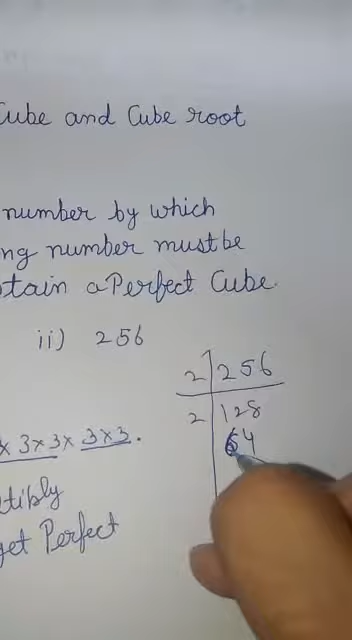 Cube and Cube root
number by which
ng number must be
tain a Perfect Cube.
ii) 256
2 256
2 128
64
x 3x3x 3x3.
tibly
get Perfect